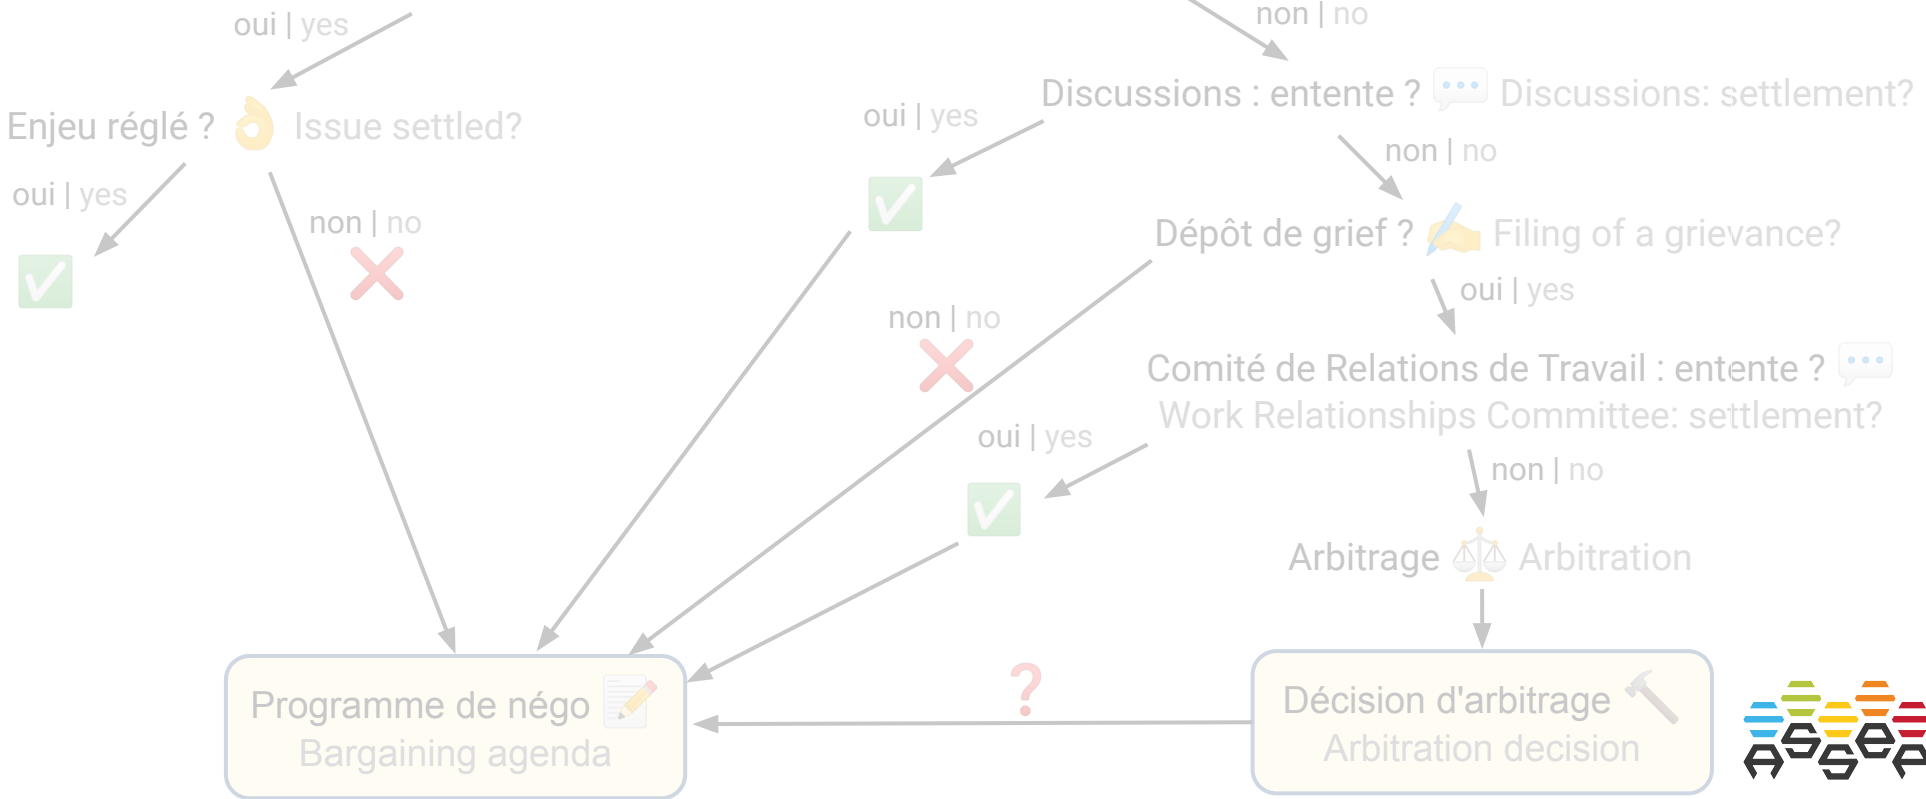 oui | yes
non | no
Enjeu réglé ? 👌 Issue settled?
Discussions : entente ? 💬 Discussions: settlement?
oui | yes
oui | yes
non | no
non | no
Dépôt de grief ? ✍️ Filing of a grievance?
oui | yes
non | no
Comité de Relations de Travail : entente ? 💬
Work Relationships Committee: settlement?
oui | yes
non | no
Arbitrage ⚖️ Arbitration
Programme de négo 📝
Bargaining agenda
❓
Décision d'arbitrage 🔨
Arbitration decision